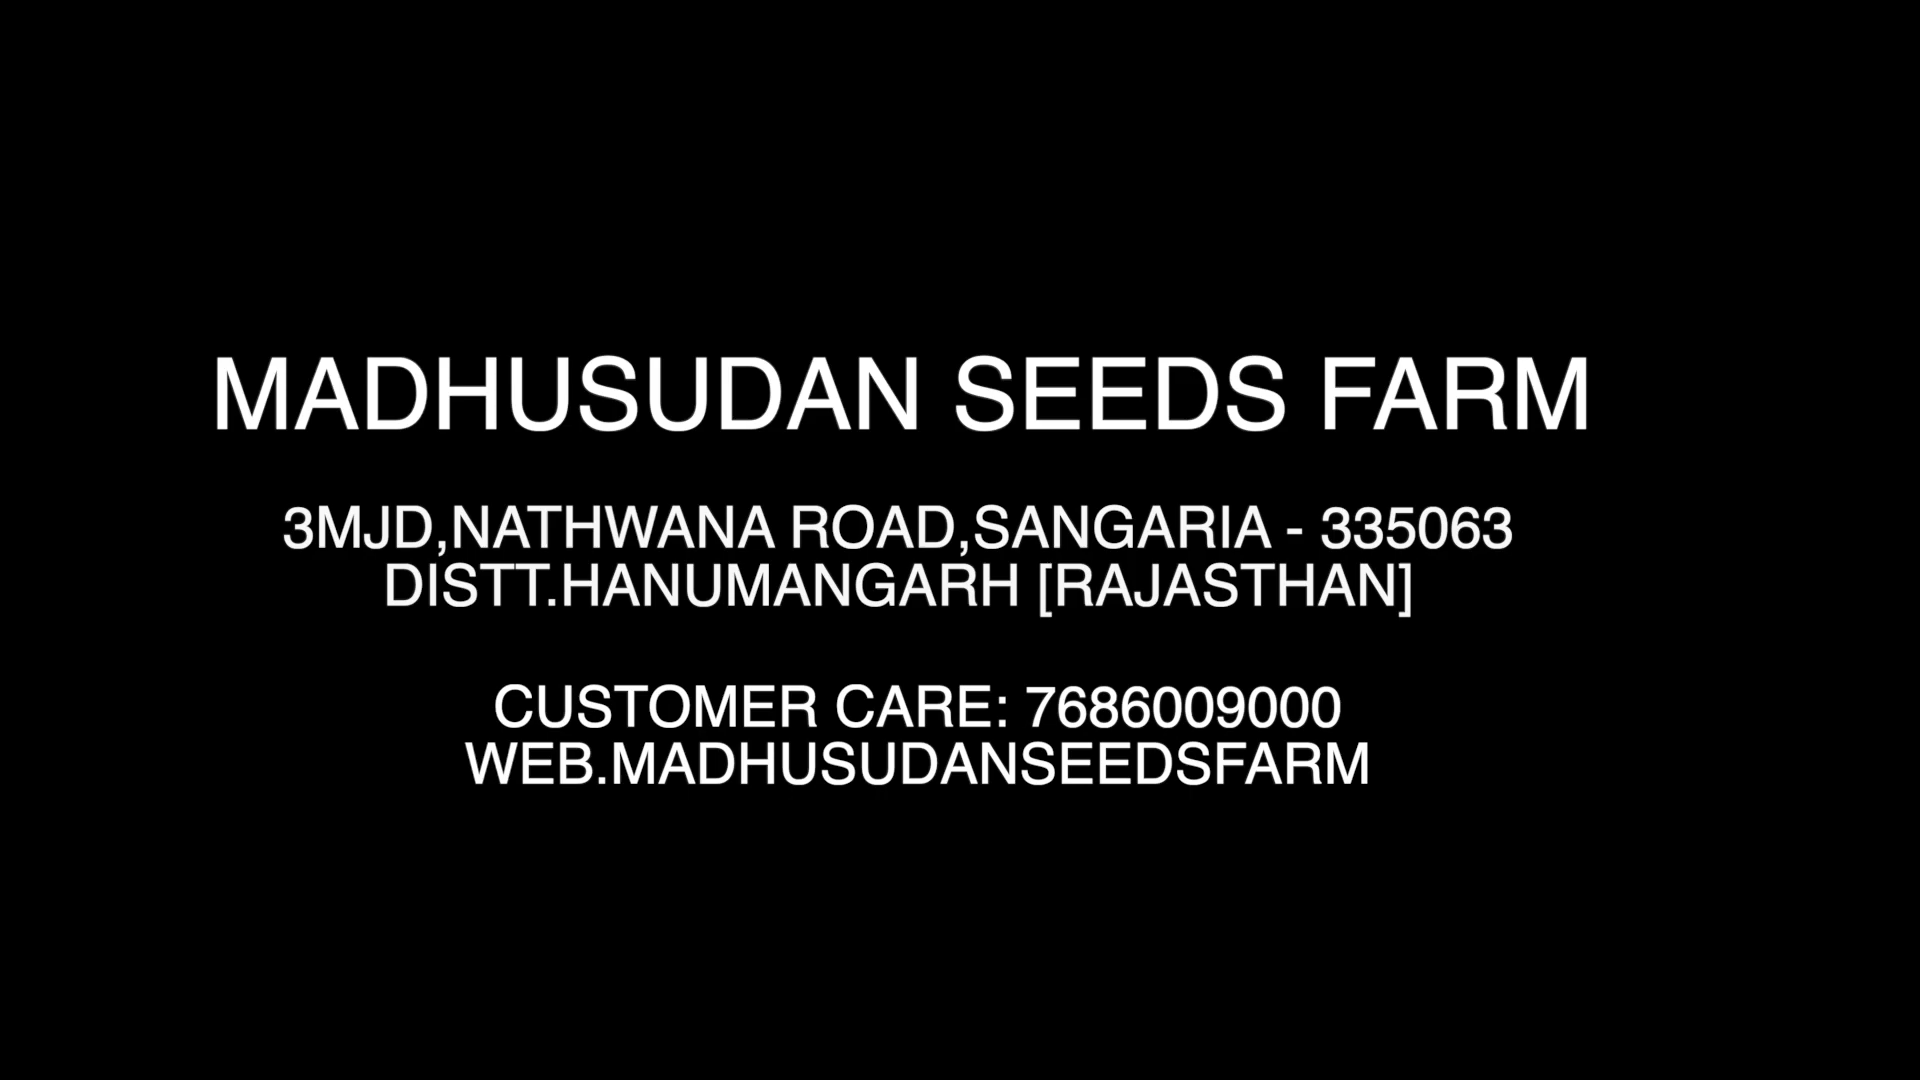 MADHUSUDAN SEEDS FARM
3MJD,NATHWANA ROAD,SANGARIA - 335063
DISTT.HANUMANGARH [RAJASTHAN]
CUSTOMER CARE: 7686009000
WEB.MADHUSUDANSEEDSFARM